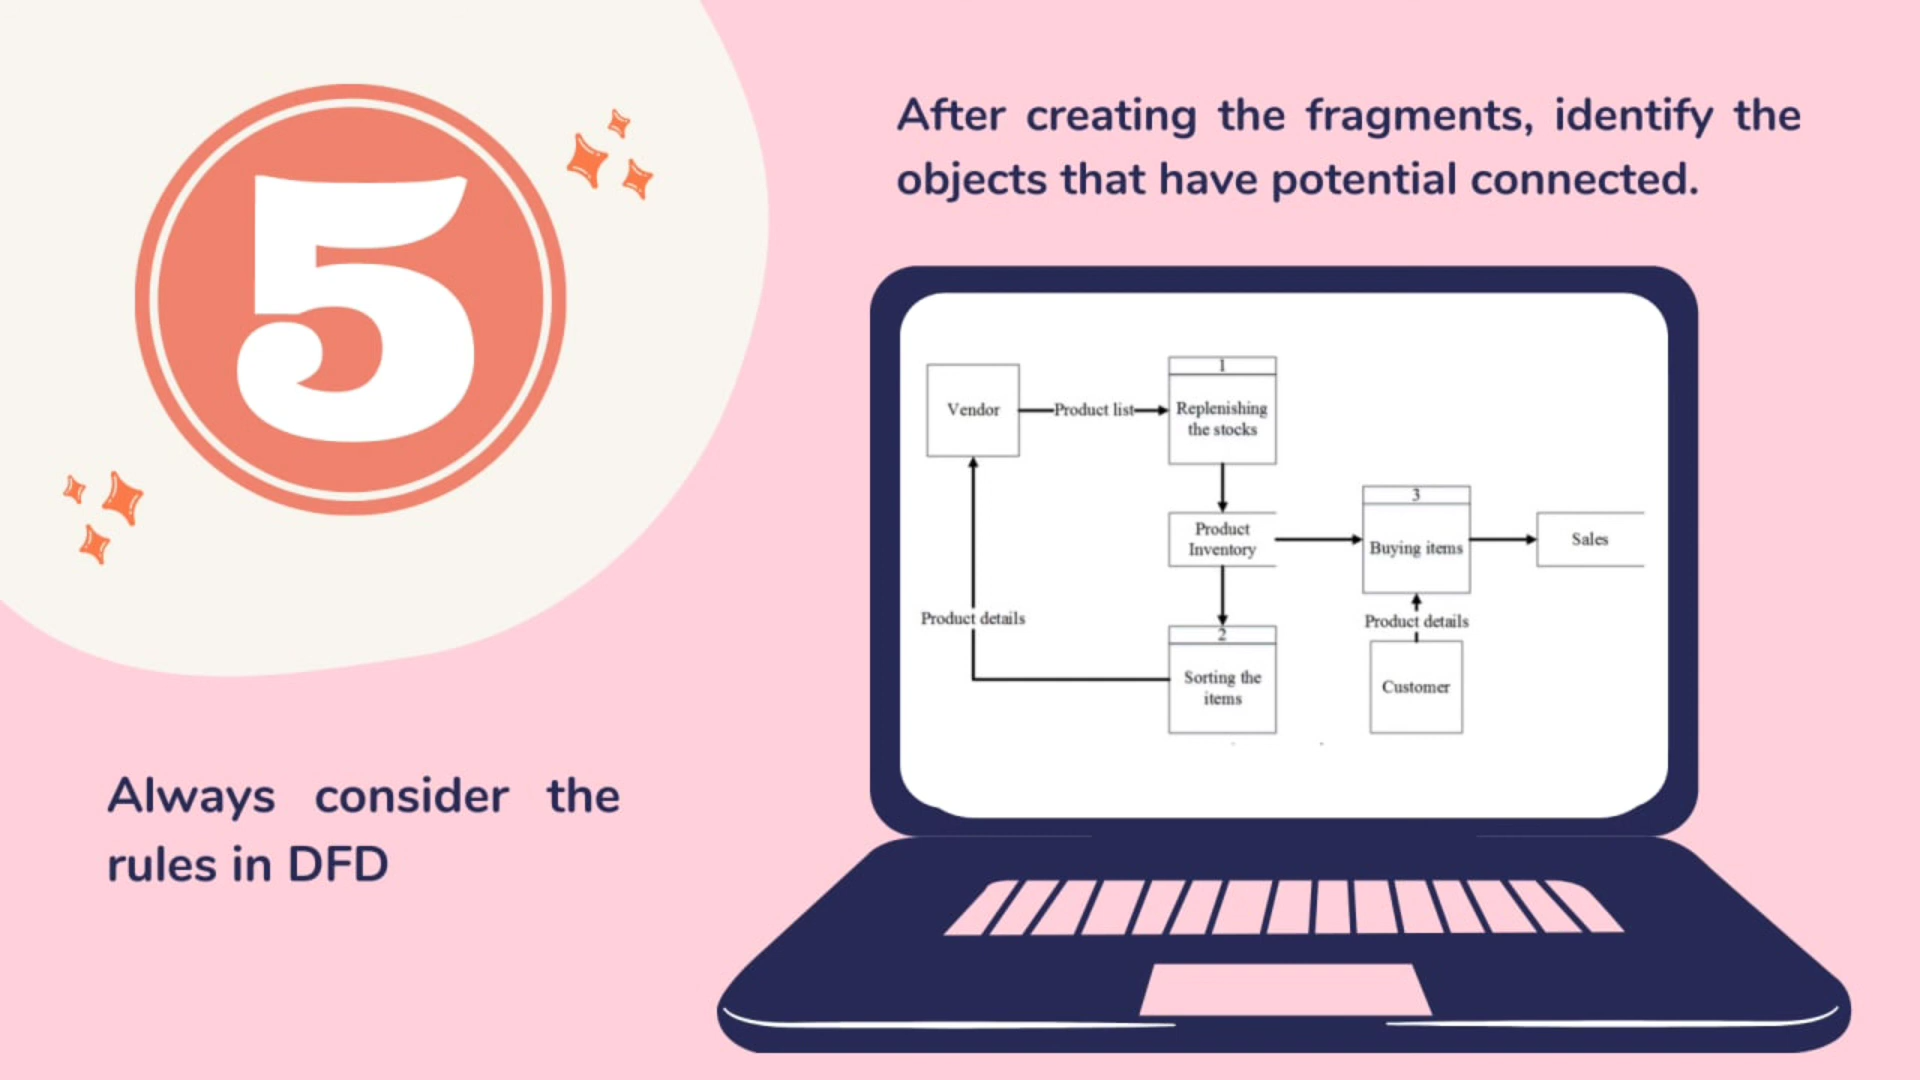 5
After creating the fragments, identify the
objects that have potential connected.
1
Vendor
Product list
Replenishing
the stocks
3
Product
Inventory
Buying items
Sales
Product details
Product details
2
Sorting the
items
Customer
Always consider the
rules in DFD